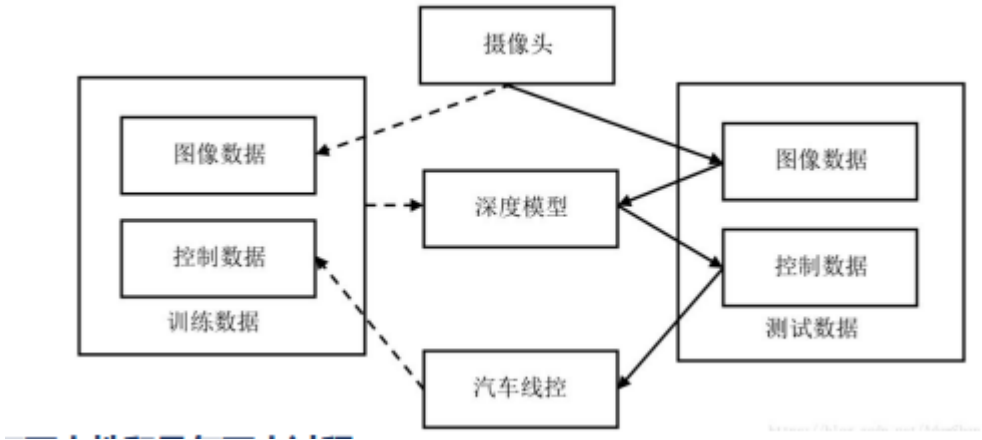 摄像头
图像数据
控制数据
训练数据
深度模型
汽车线控
图像数据
控制数据
测试数据